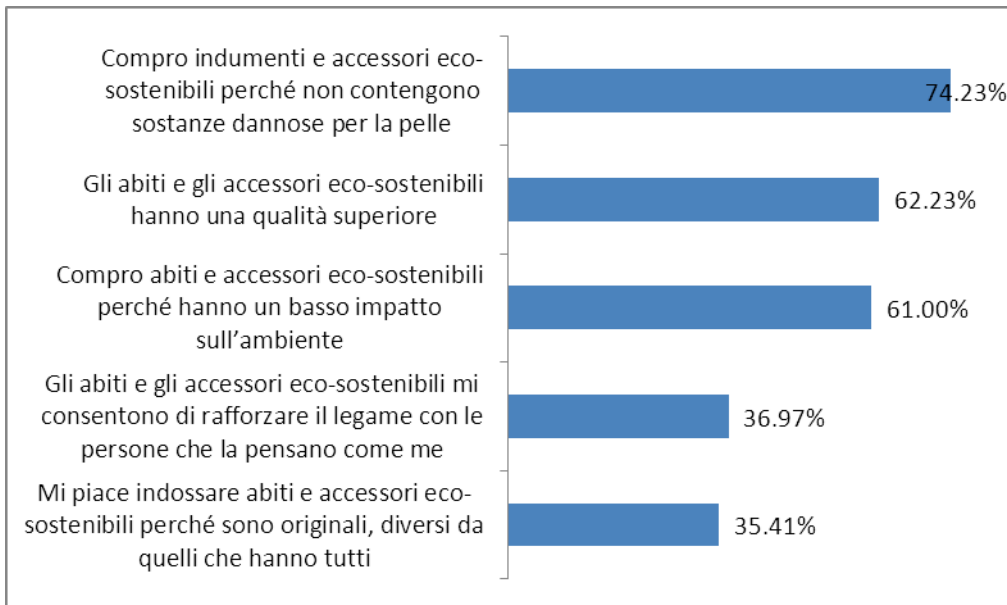 Compro indumenti e accessori eco-
sostenibili perché non contengono
sostanze dannose per la pelle
74.23%
Gli abiti e gli accessori eco-sostenibili
hanno una qualità superiore
62.23%
Compro abiti e accessori eco-sostenibili
perché hanno un basso impatto
sull’ambiente
61.00%
Gli abiti e gli accessori eco-sostenibili mi
consentono di rafforzare il legame con le
persone che la pensano come me
36.97%
Mi piace indossare abiti e accessori eco-
sostenibili perché sono originali, diversi da
quelli che hanno tutti
35.41%